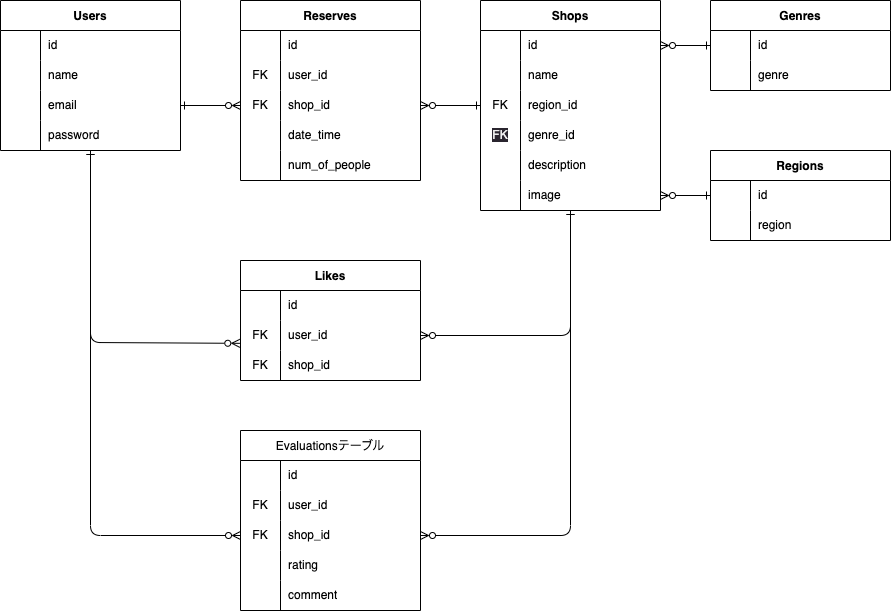 Users
id
name
email
password
Reserves
id
FK user_id
FK shop_id
date_time
num_of_people
Shops
id
name
FK region_id
FK genre_id
description
image
Genres
id
genre
Regions
id
region
Likes
id
FK user_id
FK shop_id
Evaluationsテーブル
id
FK user_id
FK shop_id
rating
comment